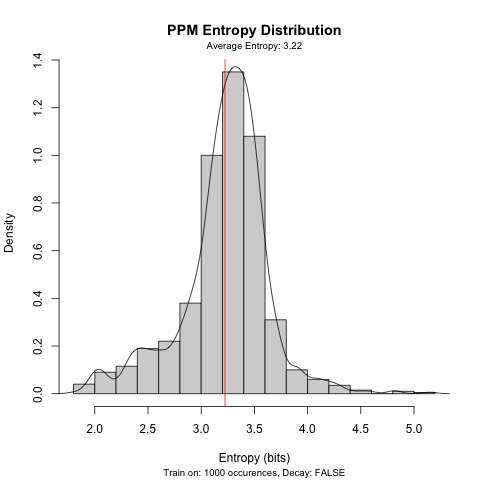 PPM Entropy Distribution
Average Entropy: 3.22
1.4
1.2
1.0
0.8
0.6
0.4
0.2
0.0
Density
2.0 2.5 3.0 3.5 4.0 4.5 5.0
Entropy (bits)
Train on: 1000 occurences, Decay: FALSE